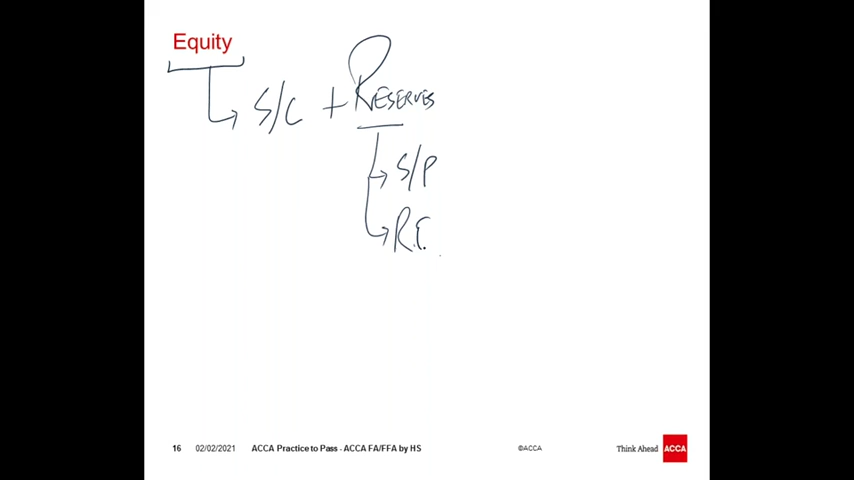 Equity
S/C + RESERVES
S/P
R.E.
16 02/02/2021 ACCA Practice to Pass - ACCA FA/FFA by HS ©ACCA Think Ahead ACCA